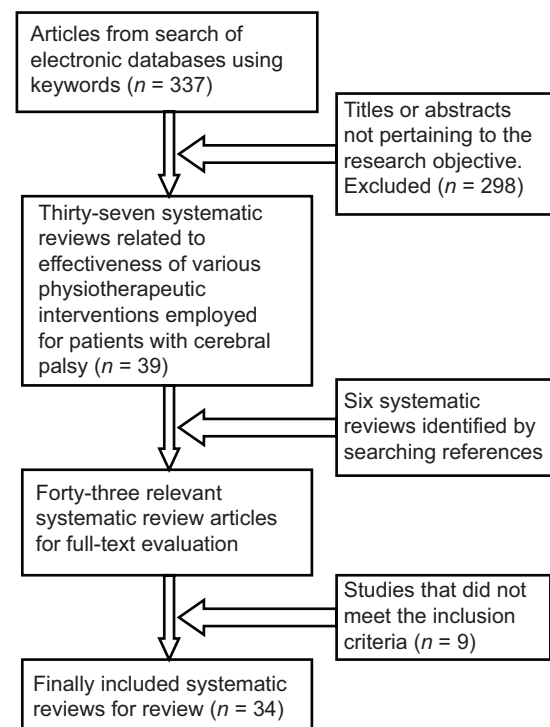 Articles from search of
electronic databases using
keywords (n = 337)
Titles or abstracts
not pertaining to the
research objective.
Excluded (n = 298)
Thirty-seven systematic
reviews related to
effectiveness of various
physiotherapeutic
interventions employed
for patients with cerebral
palsy (n = 39)
Six systematic
reviews identified by
searching references
Forty-three relevant
systematic review articles
for full-text evaluation
Studies that did not
meet the inclusion
criteria (n = 9)
Finally included systematic
reviews for review (n = 34)